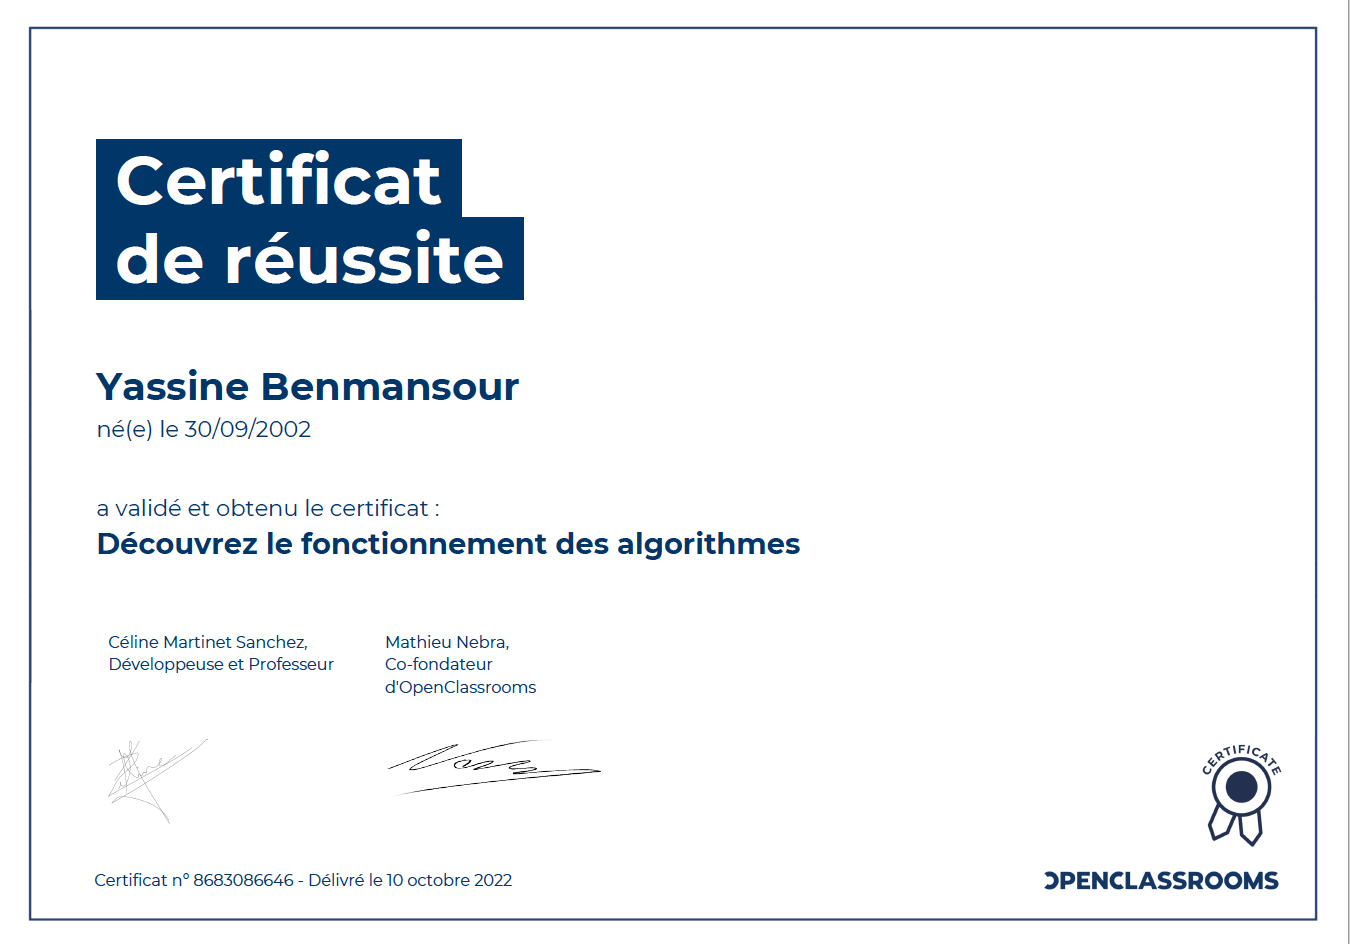 Certificat
de réussite
Yassine Benmansour
né(e) le 30/09/2002
a validé et obtenu le certificat :
Découvrez le fonctionnement des algorithmes
Céline Martinet Sanchez,
Développeuse et Professeur
Mathieu Nebra,
Co-fondateur
d'OpenClassrooms
CERTIFICATE
Certificat n° 8683086646 - Délivré le 10 octobre 2022
OPENCLASSROOMS